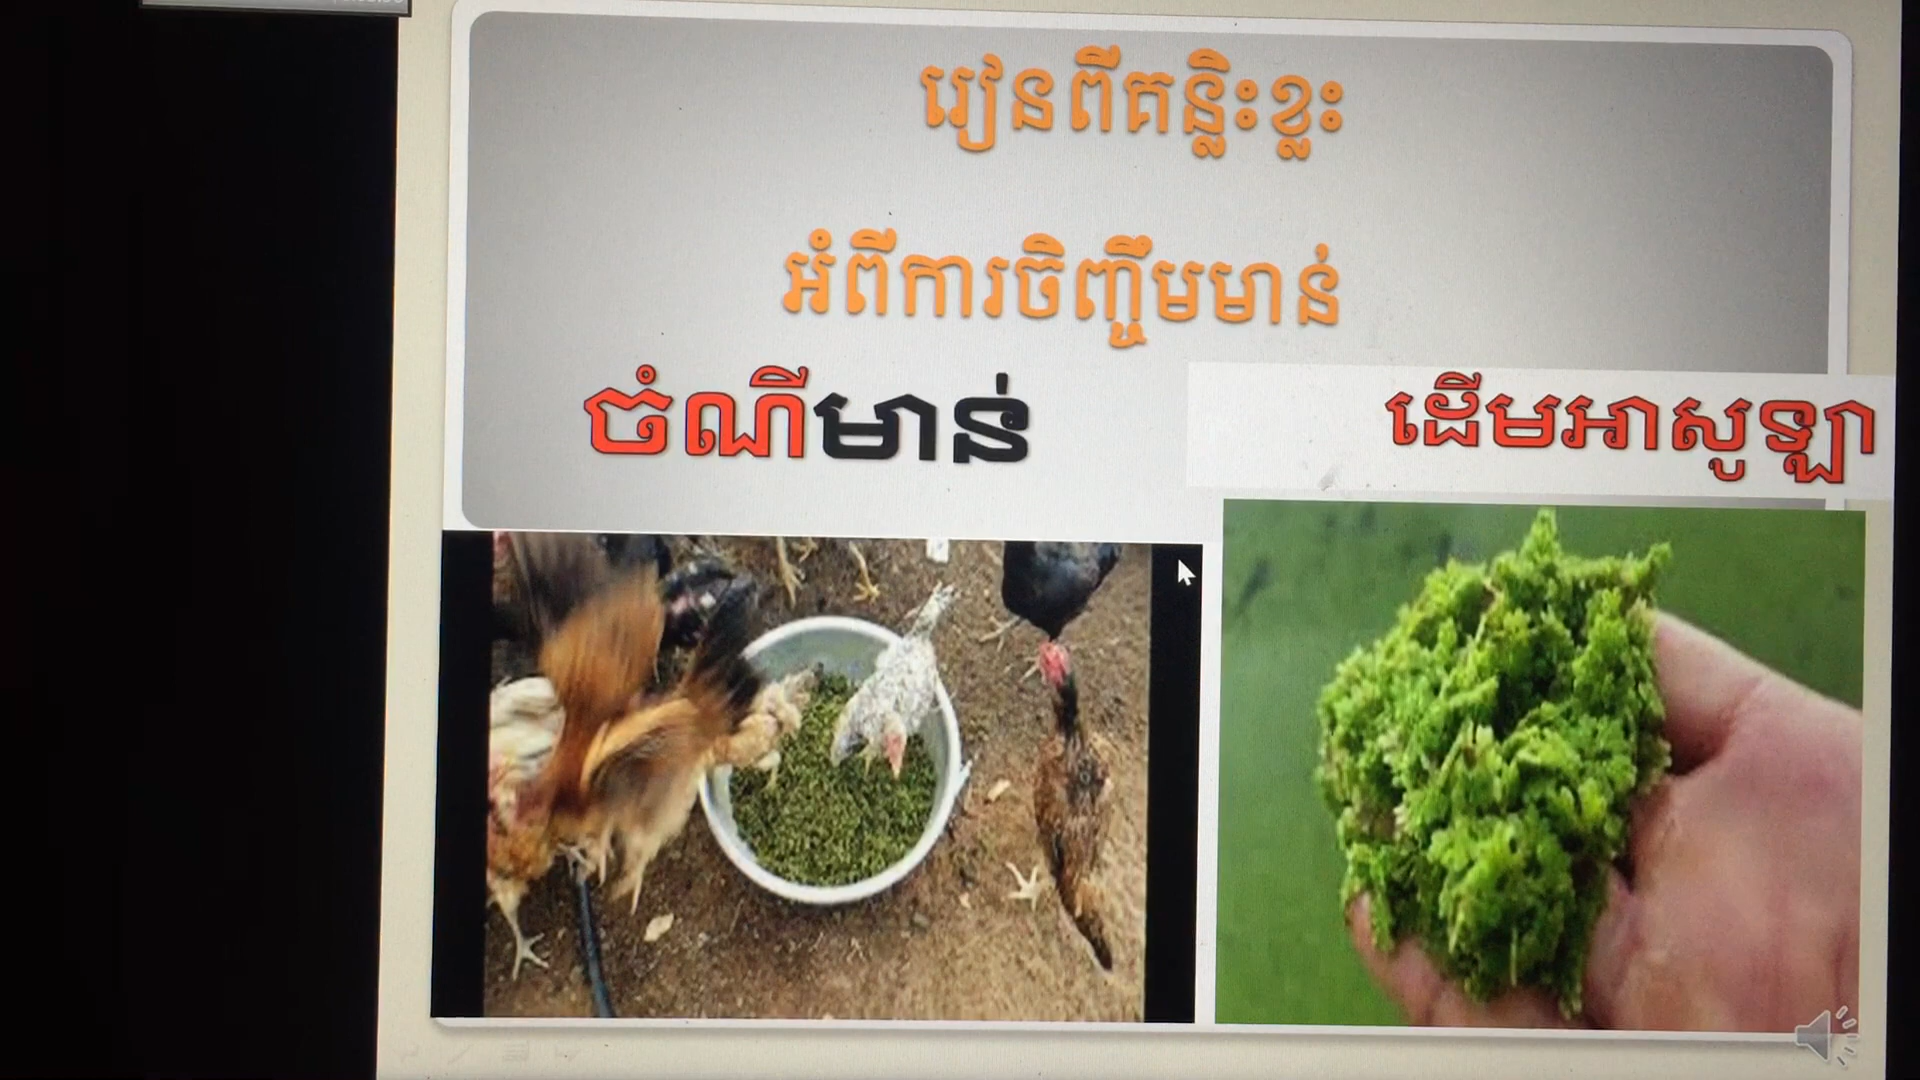 រៀនពីគន្លឹះខ្លះ
អំពីការចិញ្ចឹមមាន់
ចំណីមាន់
ដើមអាសូឡា